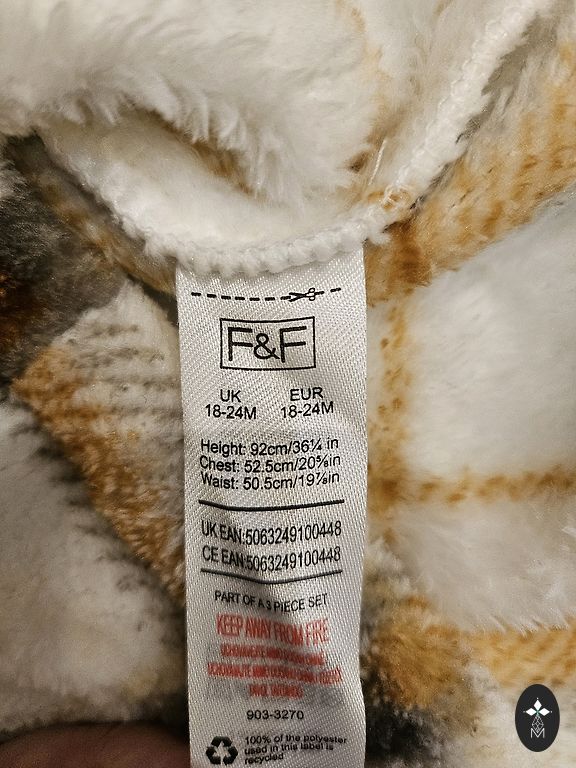 F&F
UK EUR
18-24M 18-24M
Height: 92cm/36¼ in
Chest: 52.5cm/20⅝in
Waist: 50.5cm/19⅞in
UK EAN:5063249100448
CE EAN:5063249100448
PART OF A 3 PIECE SET
KEEP AWAY FROM FIRE
903-3270
100% of the polyester
used in this label is
recycled
M